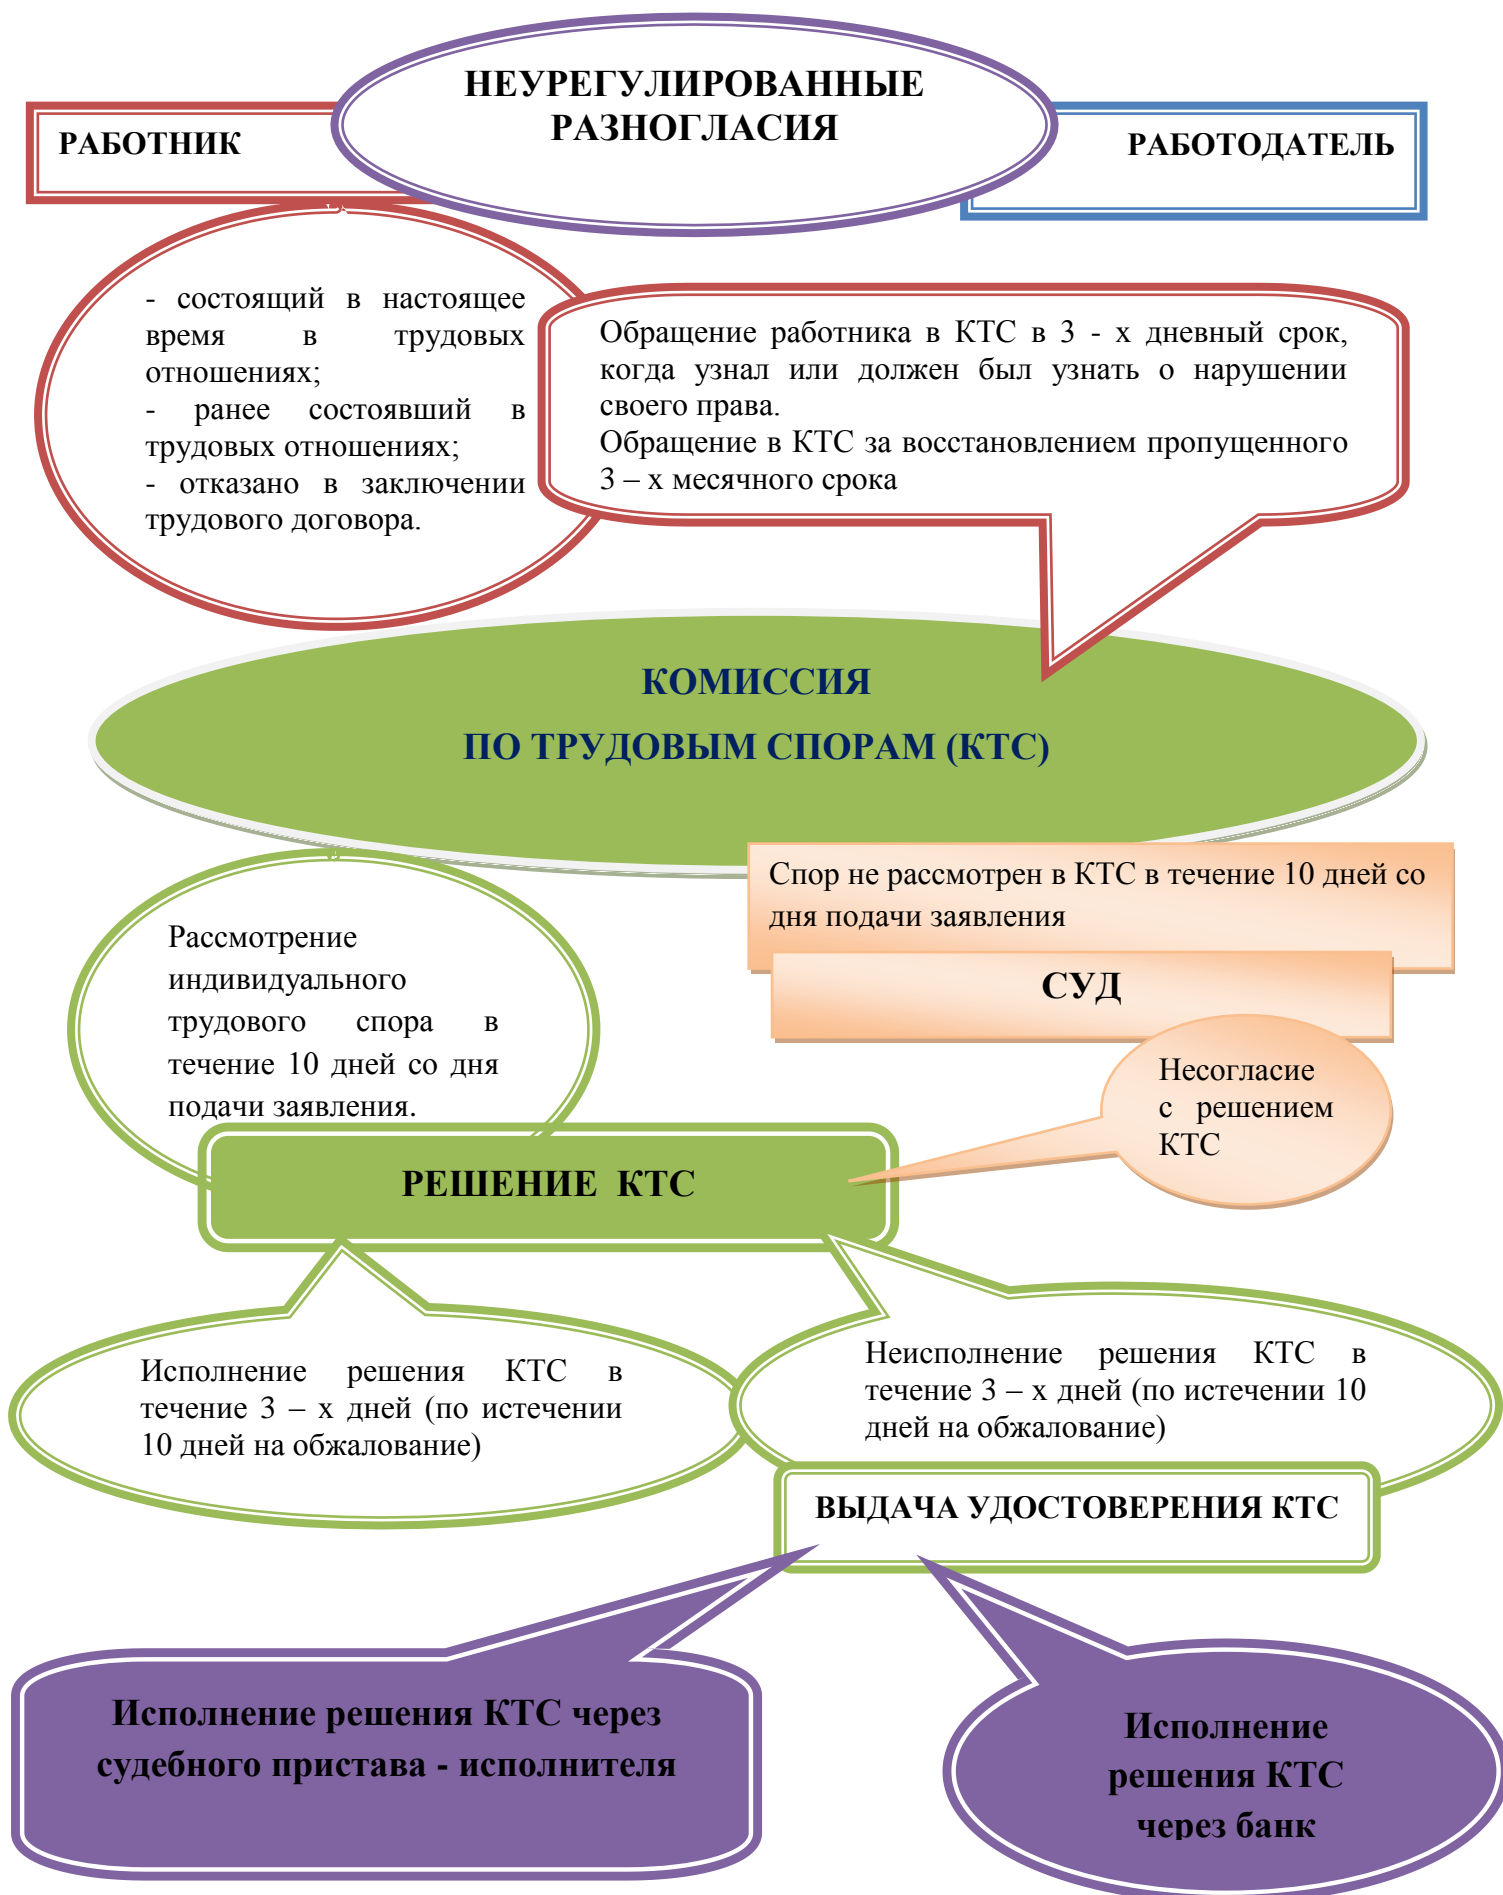 НЕУРЕГУЛИРОВАННЫЕ
РАЗНОГЛАСИЯ
РАБОТНИК
РАБОТОДАТЕЛЬ
- состоящий в настоящее
время в трудовых
отношениях;
- ранее состоявший в
трудовых отношениях;
- отказано в заключении
трудового договора.
Обращение работника в КТС в 3 - х дневный срок,
когда узнал или должен был узнать о нарушении
своего права.
Обращение в КТС за восстановлением пропущенного
3 – х месячного срока
КОМИССИЯ
ПО ТРУДОВЫМ СПОРАМ (КТС)
Спор не рассмотрен в КТС в течение 10 дней со
дня подачи заявления
СУД
Рассмотрение
индивидуального
трудового спора в
течение 10 дней со дня
подачи заявления.
Несогласие
с решением
КТС
РЕШЕНИЕ КТС
Исполнение решения КТС в
течение 3 – х дней (по истечении
10 дней на обжалование)
Неисполнение решения КТС в
течение 3 – х дней (по истечении 10
дней на обжалование)
ВЫДАЧА УДОСТОВЕРЕНИЯ КТС
Исполнение решения КТС через
судебного пристава - исполнителя
Исполнение
решения КТС
через банк